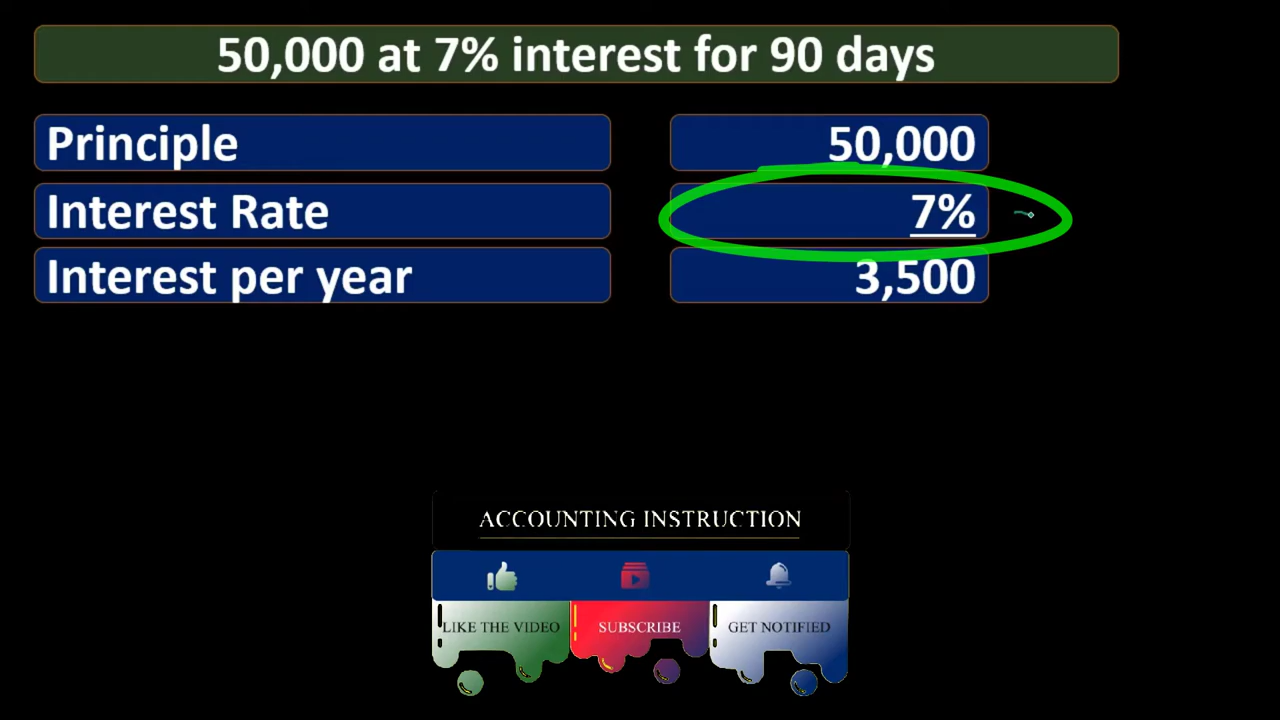 50,000 at 7% interest for 90 days
Principle 50,000
Interest Rate 7%
Interest per year 3,500
ACCOUNTING INSTRUCTION
LIKE THE VIDEO SUBSCRIBE GET NOTIFIED